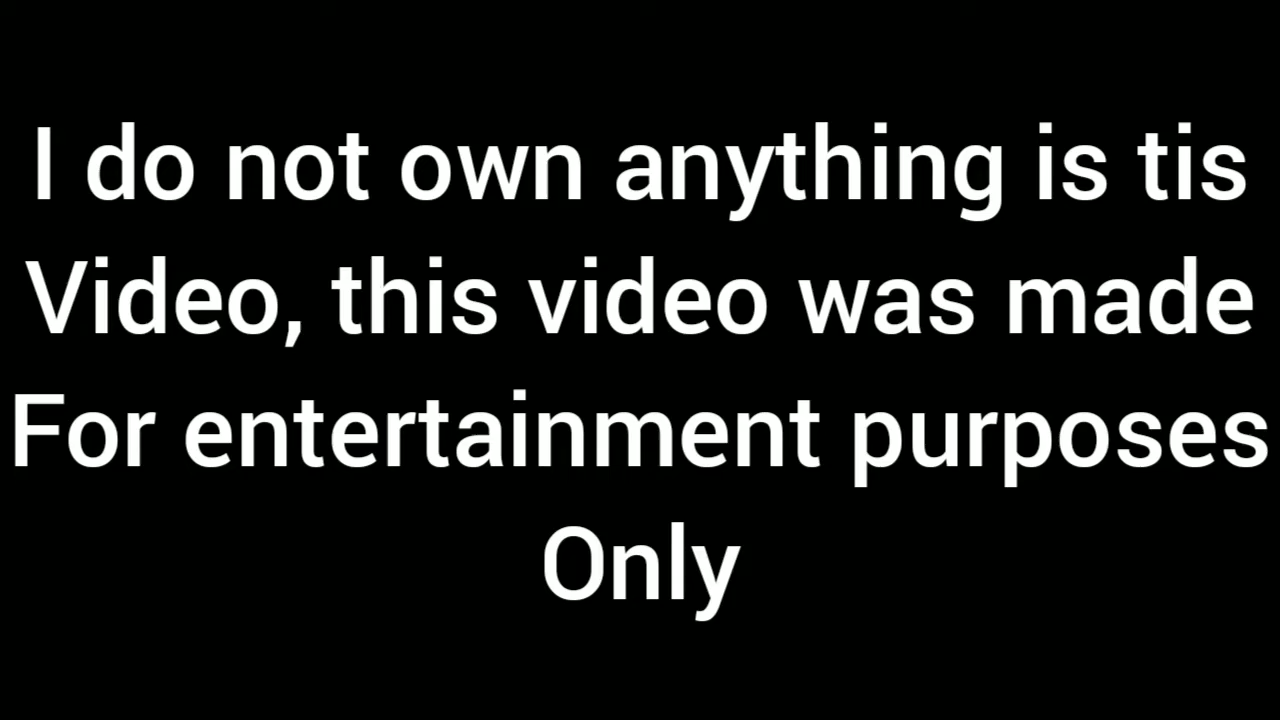 I do not own anything is tis
Video, this video was made
For entertainment purposes
Only